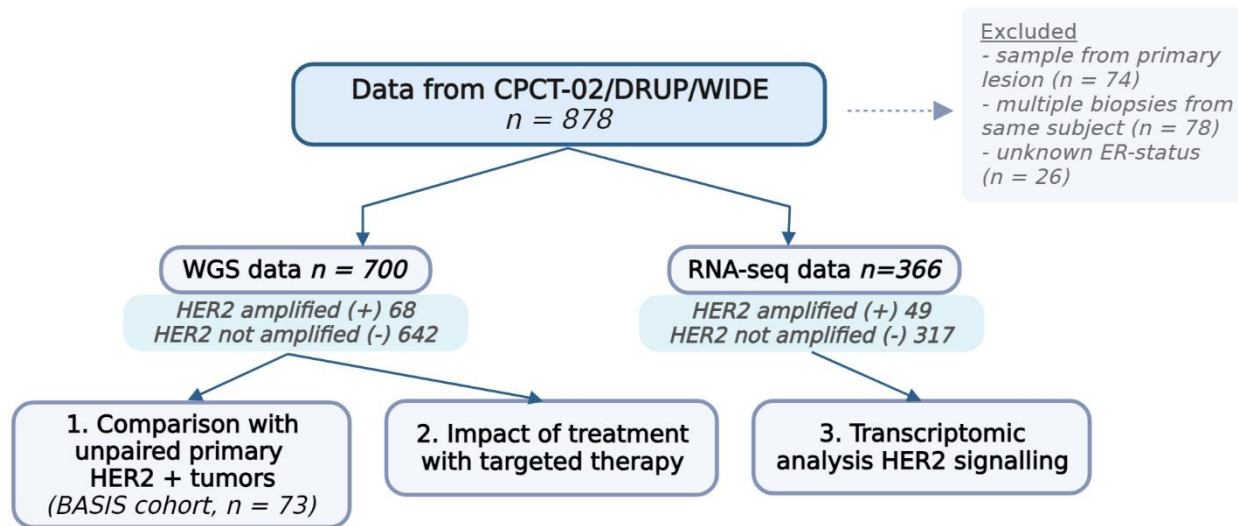 Data from CPCT-02/DRUP/WIDE
n = 878
Excluded
- sample from primary
lesion (n = 74)
- multiple biopsies from
same subject (n = 78)
- unknown ER-status
(n = 26)
WGS data n = 700
HER2 amplified (+) 68
HER2 not amplified (-) 642
RNA-seq data n=366
HER2 amplified (+) 49
HER2 not amplified (-) 317
1. Comparison with
unpaired primary
HER2 + tumors
(BASIS cohort, n = 73)
2. Impact of treatment
with targeted therapy
3. Transcriptomic
analysis HER2 signalling